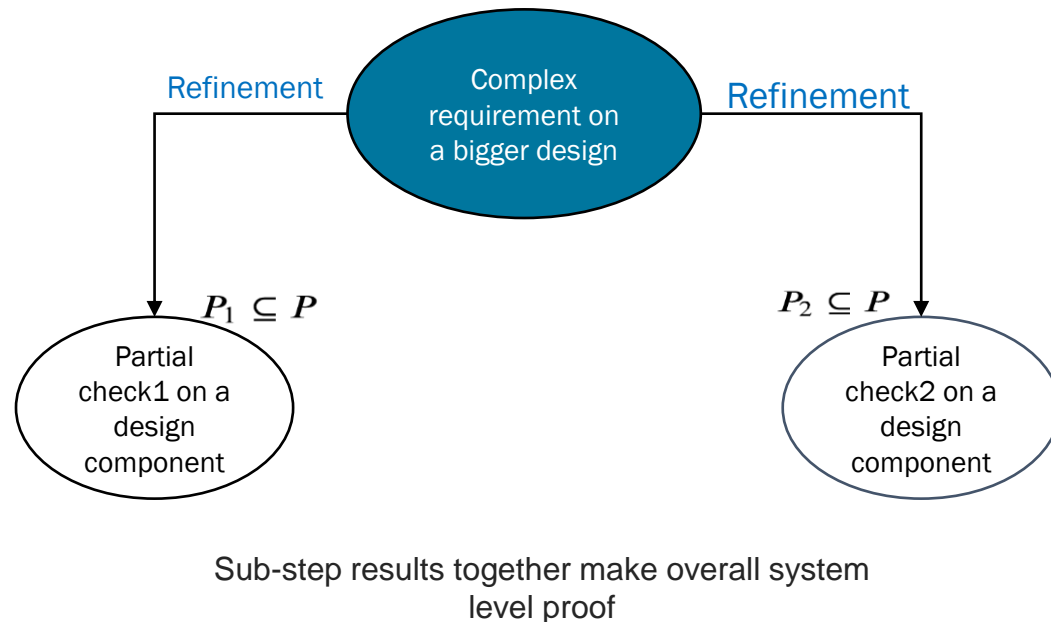 Refinement
Complex
requirement on
a bigger design
Refinement
P₁ ⊆ P
P₂ ⊆ P
Partial
check1 on a
design
component
Partial
check2 on a
design
component
Sub-step results together make overall system
level proof